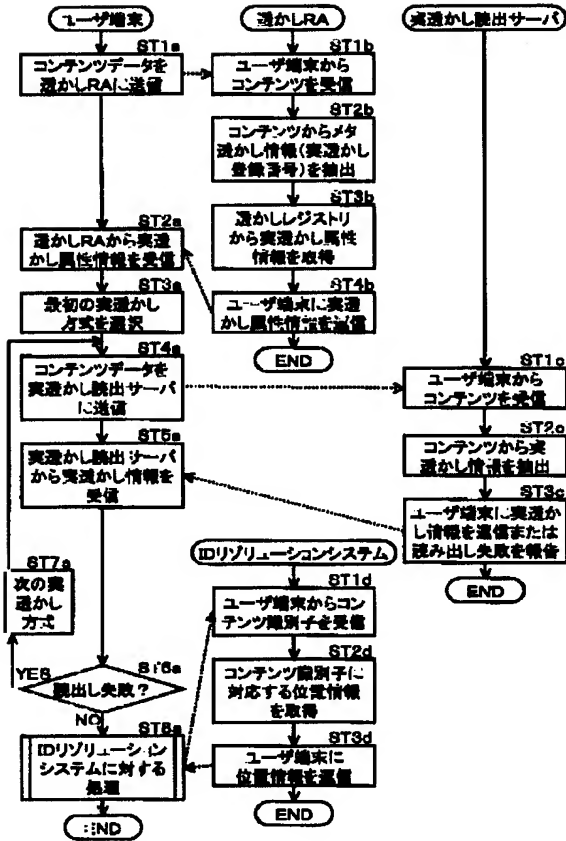 ユーザ端末
ST1a
コンテンツデータを
透かしRAに送信
ST2a
透かしRAから実透
かし属性情報を受信
ST3a
最初の実透かし
方式を選択
ST4a
コンテンツデータを
実透かし読出サーバ
に送信
ST5a
実透かし読出サーバ
から実透かし情報を
受信
ST7a
次の実
透かし
方式
YES
ST6a
読出し失敗?
NO
ST8a
IDリゾリューション
システムに対する
処理
END
透かしRA
ST1b
ユーザ端末から
コンテンツを受信
ST2b
コンテンツからメタ
透かし情報(実透かし
登録番号)を抽出
ST3b
透かしレジストリ
から実透かし属性
情報を取得
ST4b
ユーザ端末に実透
かし属性情報を返信
END
実透かし読出サーバ
ST1c
ユーザ端末から
コンテンツを受信
ST2c
コンテンツから実
透かし情報を抽出
ST3c
ユーザ端末に実透か
し情報を返信または
読み出し失敗を報告
END
IDリゾリューションシステム
ST1d
ユーザ端末からコン
テンツ識別子を受信
ST2d
コンテンツ識別子に
対応する位置情報
を取得
ST3d
ユーザ端末に
位置情報を返信
END